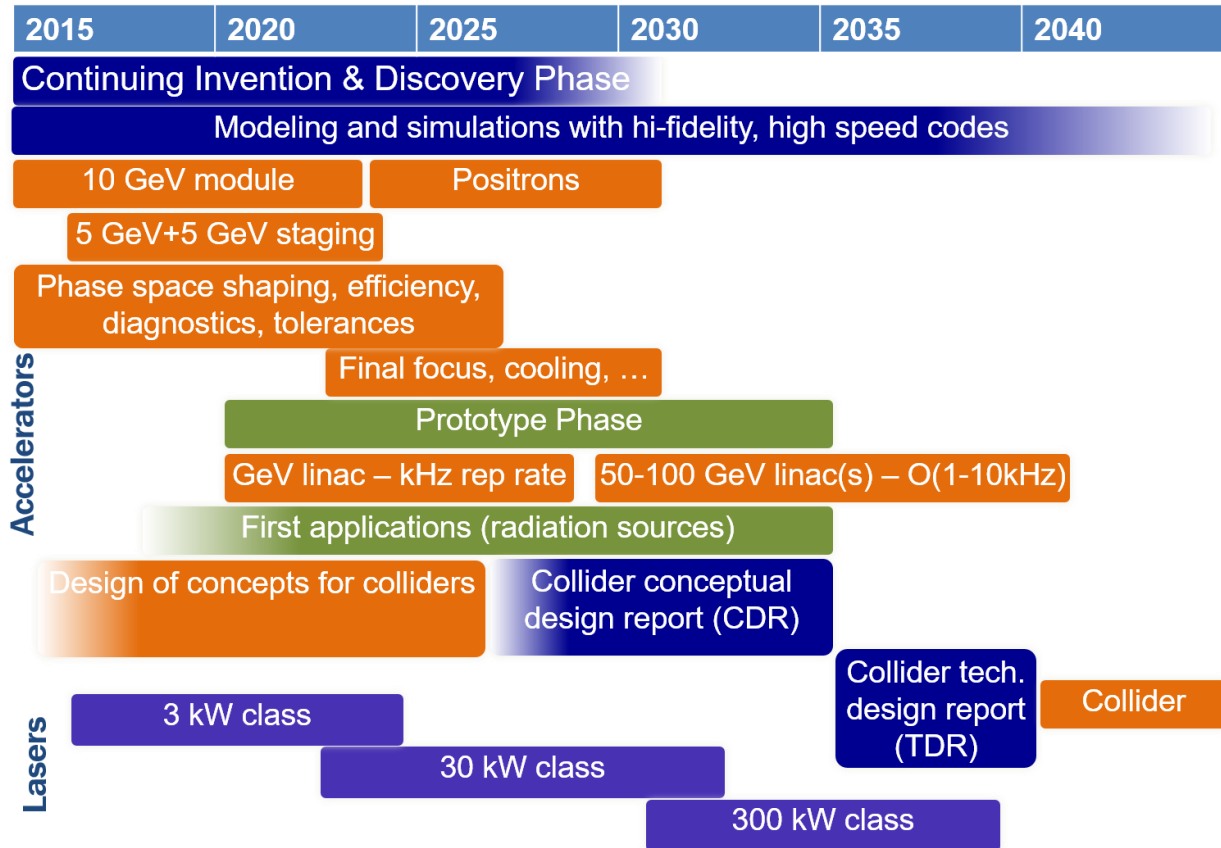 2015 2020 2025 2030 2035 2040
Continuing Invention & Discovery Phase
Modeling and simulations with hi-fidelity, high speed codes
10 GeV module
Positrons
5 GeV+5 GeV staging
Phase space shaping, efficiency,
diagnostics, tolerances
Final focus, cooling, …
Prototype Phase
GeV linac – kHz rep rate
50-100 GeV linac(s) – O(1-10kHz)
First applications (radiation sources)
Design of concepts for colliders
Collider conceptual
design report (CDR)
Collider tech.
design report
(TDR)
Collider
3 kW class
30 kW class
300 kW class
Accelerators
Lasers